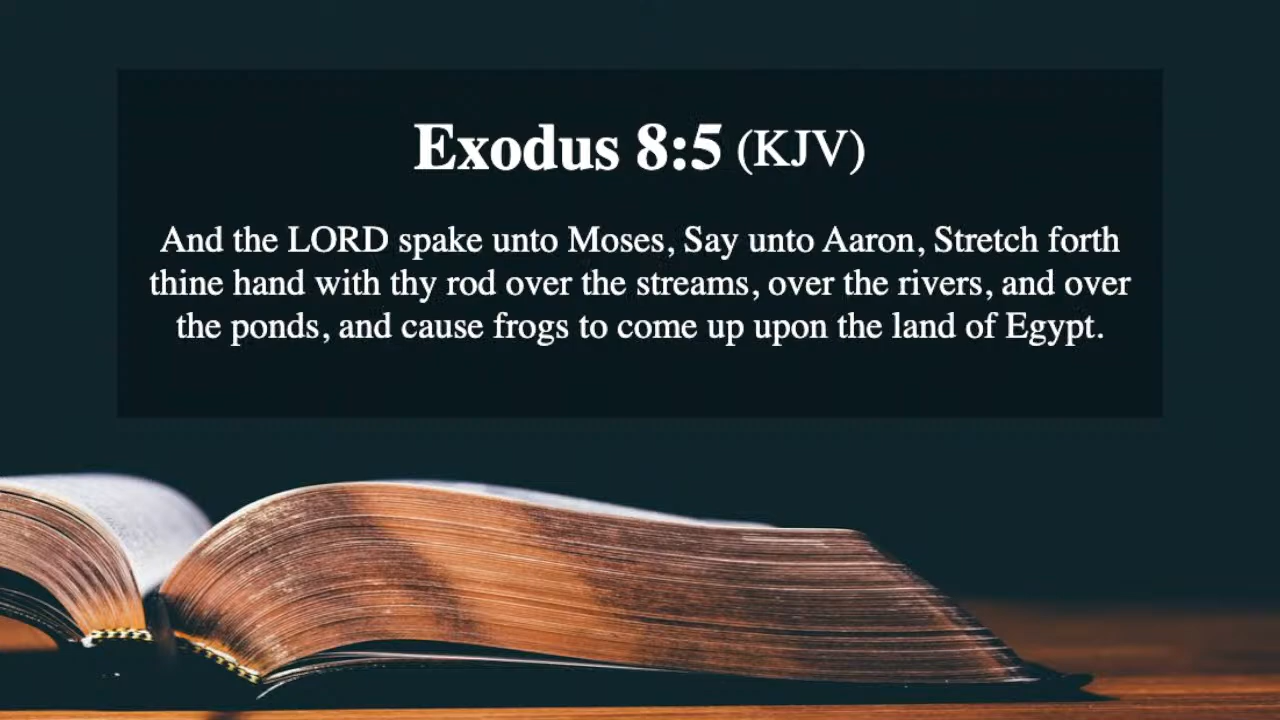 Exodus 8:5 (KJV)
And the LORD spake unto Moses, Say unto Aaron, Stretch forth
thine hand with thy rod over the streams, over the rivers, and over
the ponds, and cause frogs to come up upon the land of Egypt.